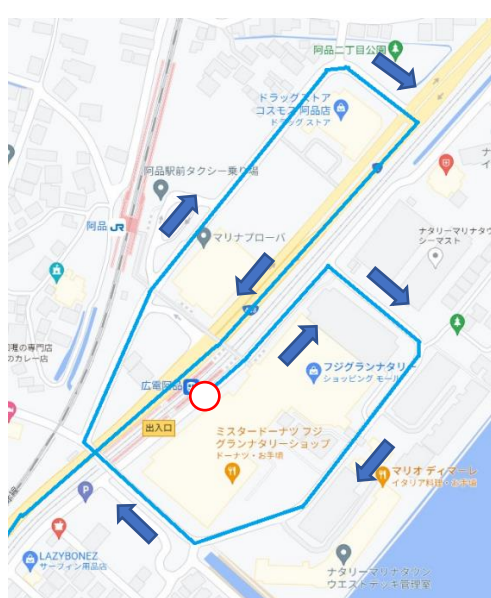 阿品二丁目公園
ドラッグストア
コスモス 阿品店
ドラッグストア
阿品駅前タクシー乗り場
阿品 JR
マリナブローバ
ナタリーマリナタウ
シーマスト
フジグランナタリー
ショッピング モール
広電阿品
出入口
ミスタードーナツ フジ
グランナタリーショップ
ドーナツ・お手頃
マリオ ディマーレ
イタリア料理・お手頃
の専門店
のカレー店
P
LAZYBONEZ
サーフィン用品店
ナタリーマリナタウン
ウエストデッキ管理室